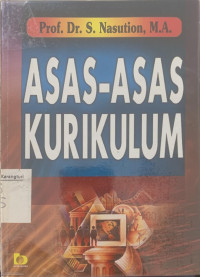 Prof. Dr. S. Nasution, M.A.
ASAS-ASAS
KURIKULUM